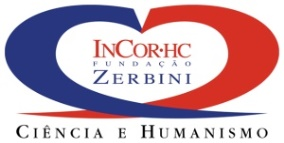 INCOR·HC
FUNDAÇÃO
ZERBINI
CIÊNCIA E HUMANISMO